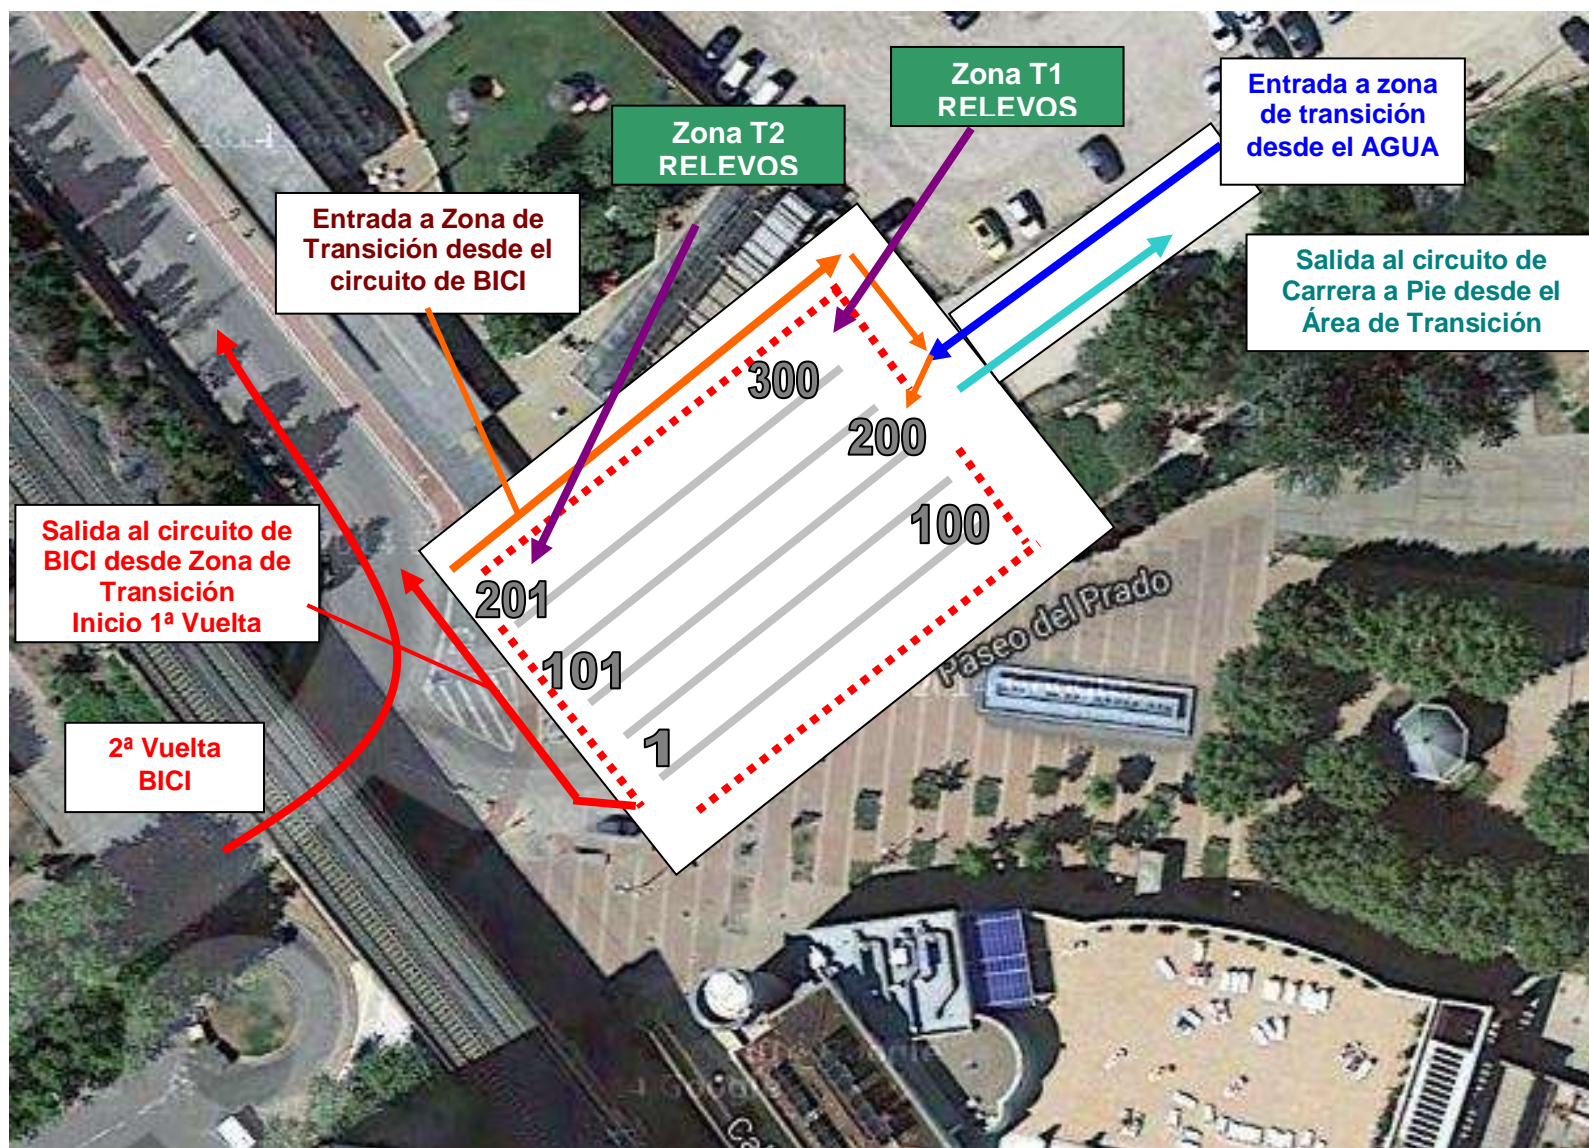 Zona T1
RELEVOS
Entrada a zona
de transición
desde el AGUA
Zona T2
RELEVOS
Entrada a Zona de
Transición desde el
circuito de BICI
Salida al circuito de
Carrera a Pie desde el
Área de Transición
300
200
100
201
101
1
Salida al circuito de
BICI desde Zona de
Transición
Inicio 1ª Vuelta
2ª Vuelta
BICI
Paseo del Prado